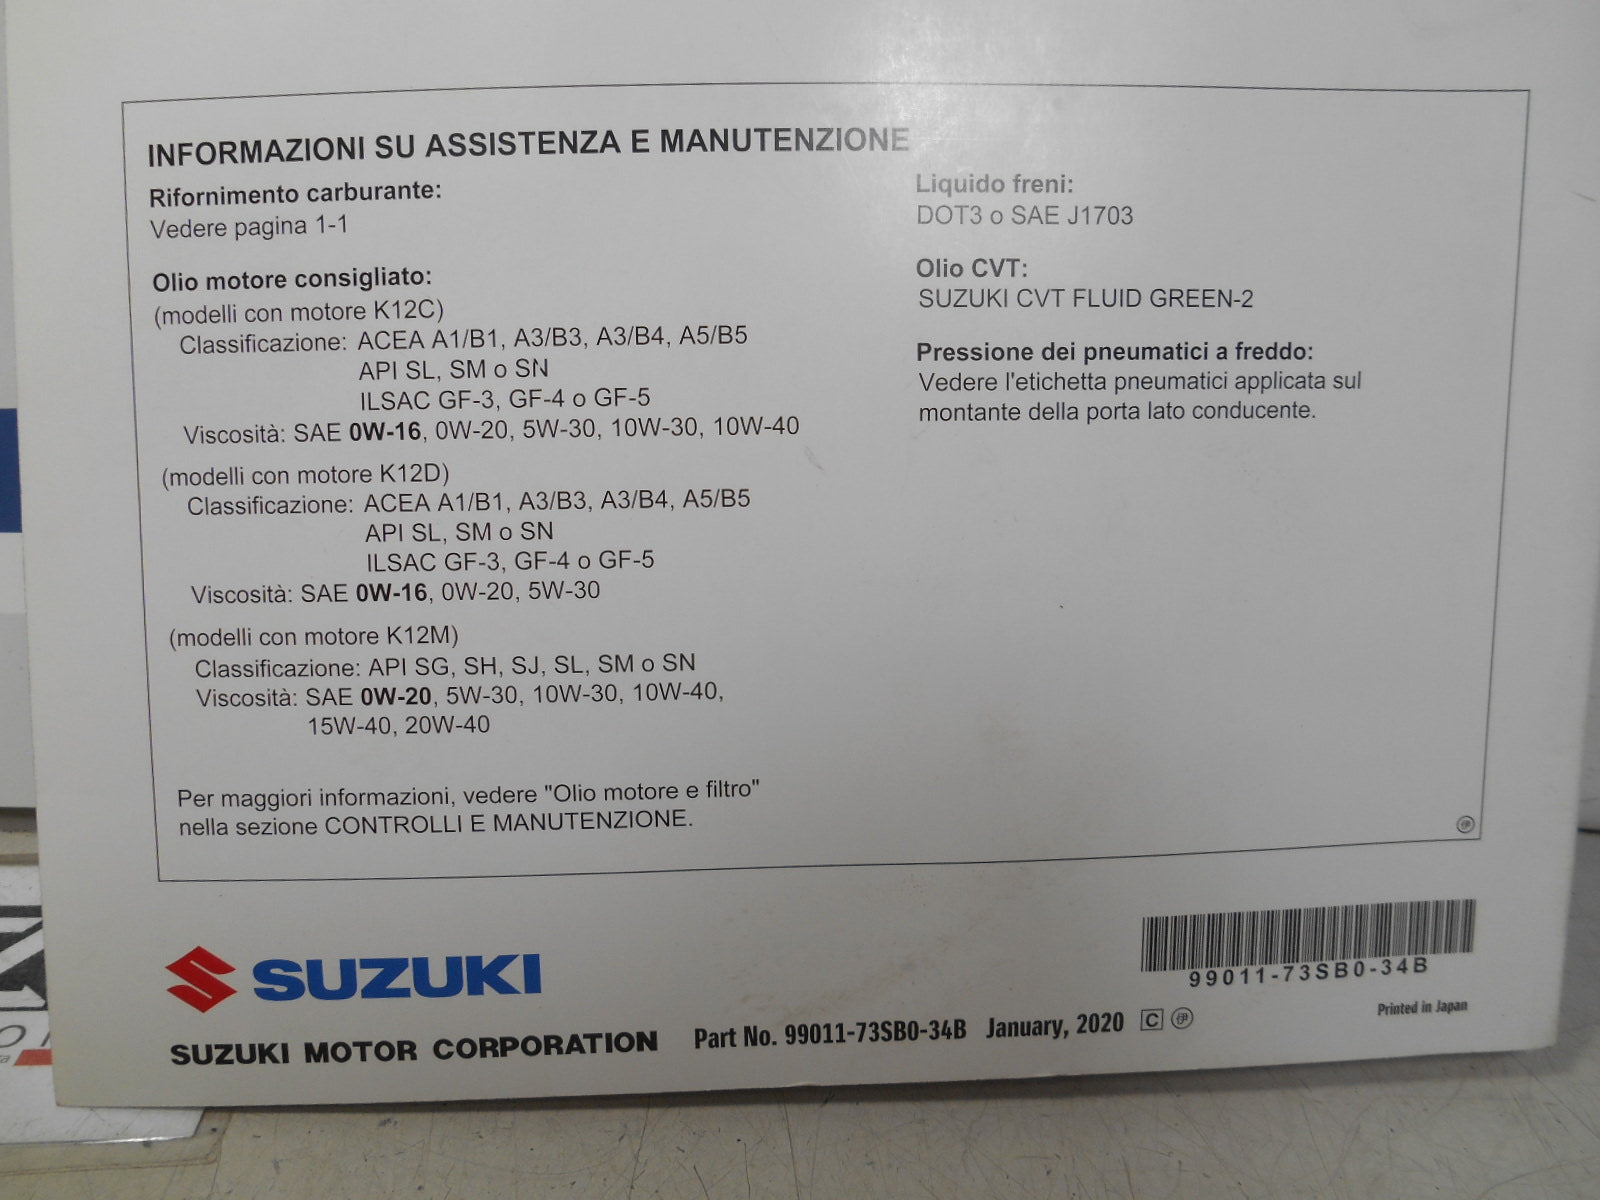 INFORMAZIONI SU ASSISTENZA E MANUTENZIONE
Rifornimento carburante:
Vedere pagina 1-1
Olio motore consigliato:
(modelli con motore K12C)
Classificazione: ACEA A1/B1, A3/B3, A3/B4, A5/B5
API SL, SM o SN
ILSAC GF-3, GF-4 o GF-5
Viscosità: SAE 0W-16, 0W-20, 5W-30, 10W-30, 10W-40
(modelli con motore K12D)
Classificazione: ACEA A1/B1, A3/B3, A3/B4, A5/B5
API SL, SM o SN
ILSAC GF-3, GF-4 o GF-5
Viscosità: SAE 0W-16, 0W-20, 5W-30
(modelli con motore K12M)
Classificazione: API SG, SH, SJ, SL, SM o SN
Viscosità: SAE 0W-20, 5W-30, 10W-30, 10W-40,
15W-40, 20W-40
Per maggiori informazioni, vedere "Olio motore e filtro"
nella sezione CONTROLLI E MANUTENZIONE.
Liquido freni:
DOT3 o SAE J1703
Olio CVT:
SUZUKI CVT FLUID GREEN-2
Pressione dei pneumatici a freddo:
Vedere l'etichetta pneumatici applicata sul
montante della porta lato conducente.
伊
SUZUKI
99011-73SB0-34B
Printed in Japan
SUZUKI MOTOR CORPORATION Part No. 99011-73SB0-34B January, 2020 C 伊